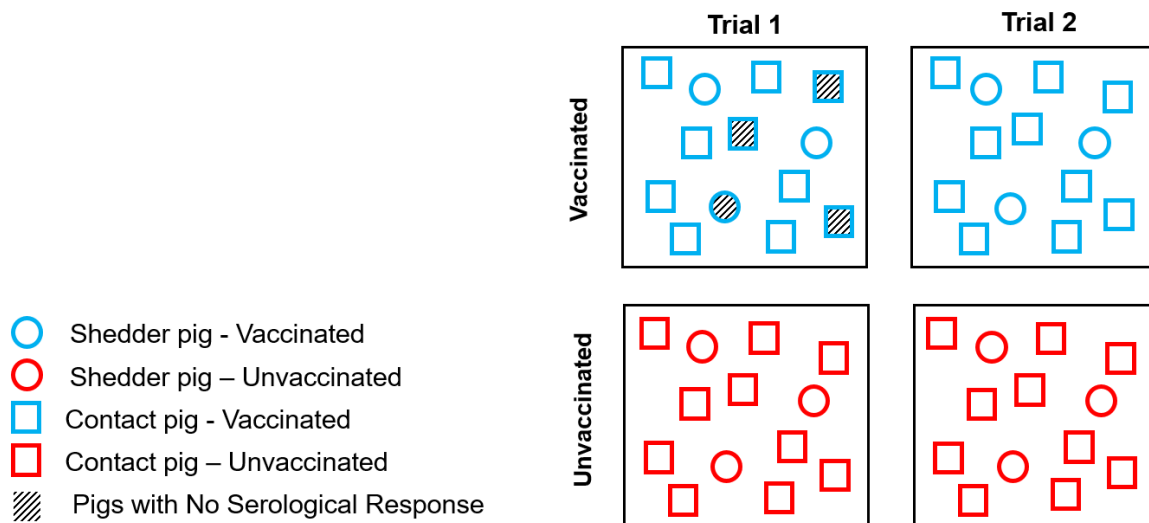 Trial 1
Trial 2
Vaccinated
Unvaccinated
Shedder pig - Vaccinated
Shedder pig – Unvaccinated
Contact pig - Vaccinated
Contact pig – Unvaccinated
Pigs with No Serological Response